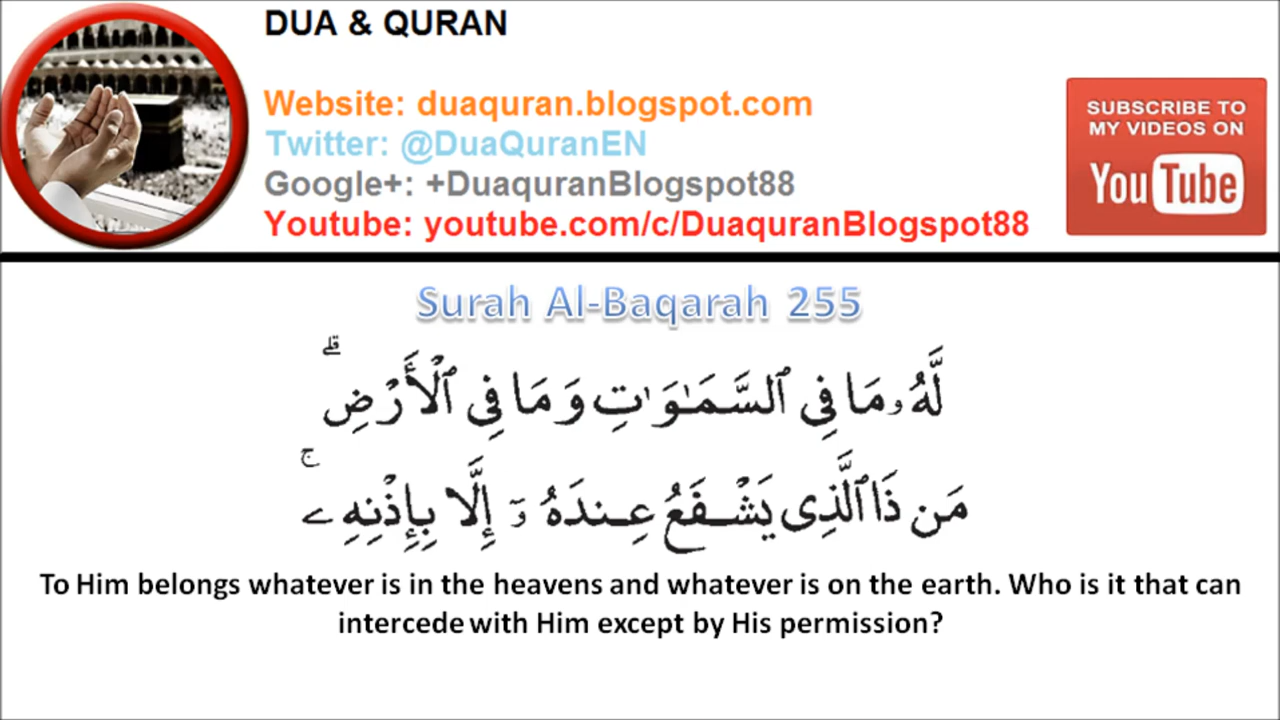 DUA & QURAN
Website: duaquran.blogspot.com
Twitter: @DuaQuranEN
Google+: +DuaquranBlogspot88
Youtube: youtube.com/c/DuaquranBlogspot88
SUBSCRIBE TO
MY VIDEOS ON
YouTube
Surah Al-Baqarah 255
لَّهُۥ مَا فِى ٱلسَّمَـٰوَٰتِ وَمَا فِى ٱلْأَرْضِ ۗ
مَن ذَا ٱلَّذِى يَشْفَعُ عِندَهُۥٓ إِلَّا بِإِذْنِهِۦ ۚ
To Him belongs whatever is in the heavens and whatever is on the earth. Who is it that can
intercede with Him except by His permission?